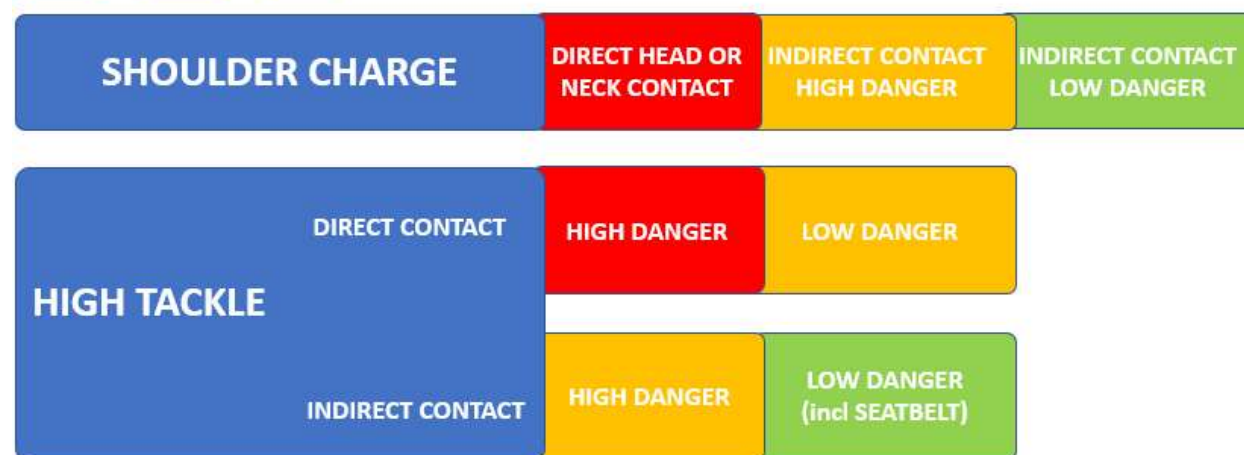 SHOULDER CHARGE
DIRECT HEAD OR
NECK CONTACT
INDIRECT CONTACT
HIGH DANGER
INDIRECT CONTACT
LOW DANGER
HIGH TACKLE
DIRECT CONTACT
HIGH DANGER
LOW DANGER
INDIRECT CONTACT
HIGH DANGER
LOW DANGER
(incl SEATBELT)